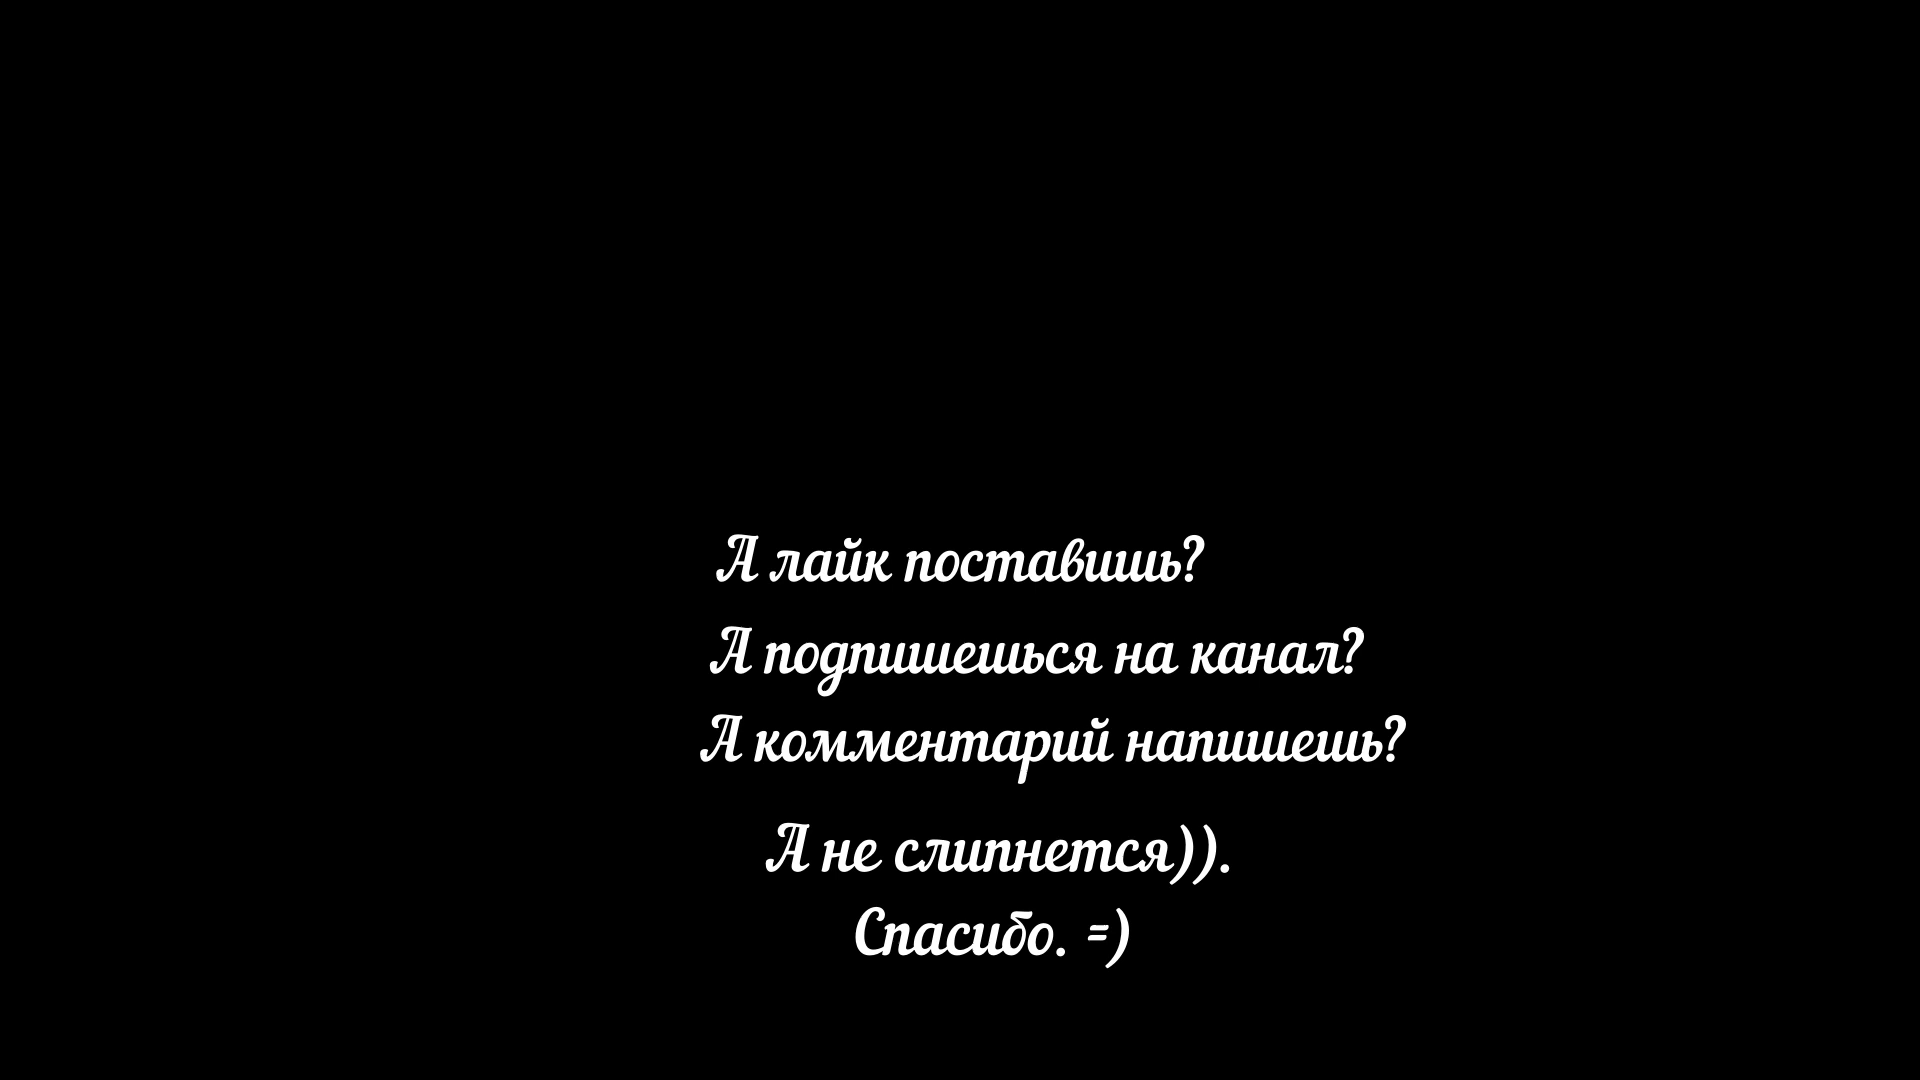 А лайк поставишь?
А подпишешься на канал?
А комментарий напишешь?
А не слипнется)).
Спасибо. =)